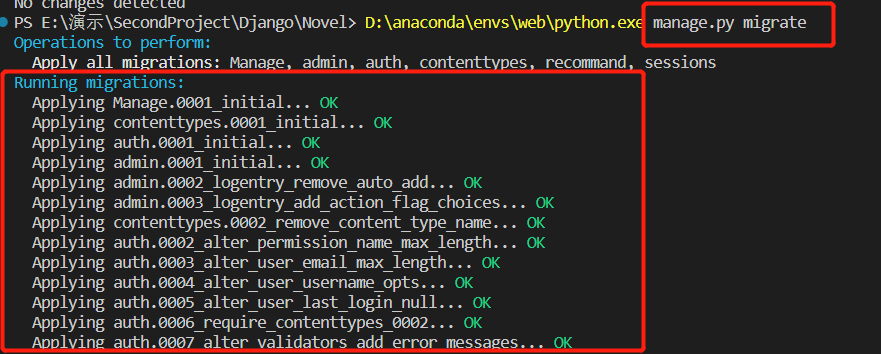 No changes detected
PS E:\演示\SecondProject\Django\Novel> D:\anaconda\envs\web\python.exe manage.py migrate
Operations to perform:
Apply all migrations: Manage, admin, auth, contenttypes, recommand, sessions
Running migrations:
Applying Manage.0001_initial... OK
Applying contenttypes.0001_initial... OK
Applying auth.0001_initial... OK
Applying admin.0001_initial... OK
Applying admin.0002_logentry_remove_auto_add... OK
Applying admin.0003_logentry_add_action_flag_choices... OK
Applying contenttypes.0002_remove_content_type_name... OK
Applying auth.0002_alter_permission_name_max_length... OK
Applying auth.0003_alter_user_email_max_length... OK
Applying auth.0004_alter_user_username_opts... OK
Applying auth.0005_alter_user_last_login_null... OK
Applying auth.0006_require_contenttypes_0002... OK
Applying auth.0007_alter_validators_add_error_messages... OK